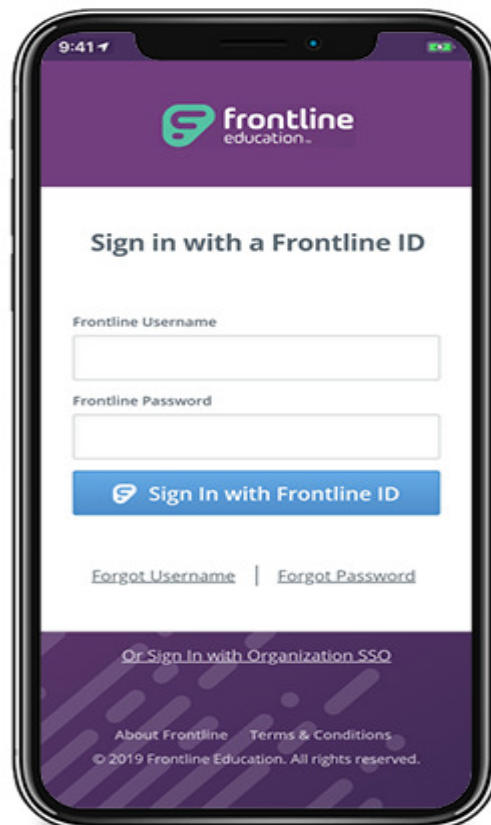 9:41
frontline
education™
Sign in with a Frontline ID
Frontline Username
Frontline Password
Sign In with Frontline ID
Forgot Username | Forgot Password
Or Sign In with Organization SSO
About Frontline Terms & Conditions
© 2019 Frontline Education. All rights reserved.